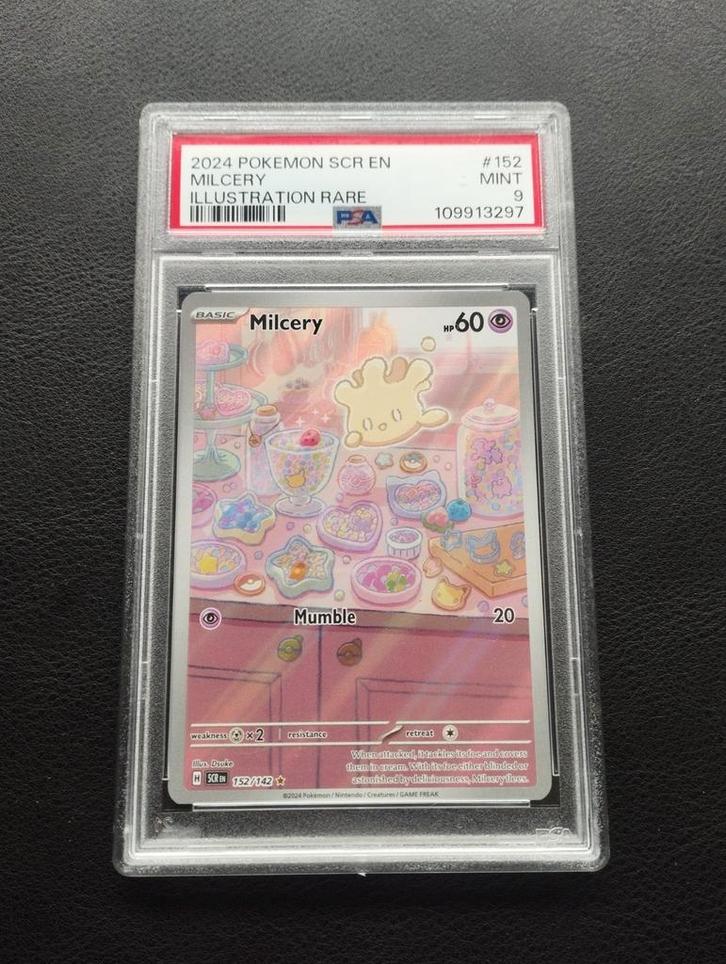 2024 POKEMON SCR EN #152
MILCERY MINT
ILLUSTRATION RARE 9
PSA 109913297
BASIC Milcery HP60
Mumble 20
weakness ×2 resistance retreat
When attacked, it tackles its foe and covers
them in cream. With its foe either blinded or
astonished by deliciousness, Milcery flees.
Illus. Dsuke
H SCR EN 152/142
©2024 Pokémon / Nintendo / Creatures / GAME FREAK